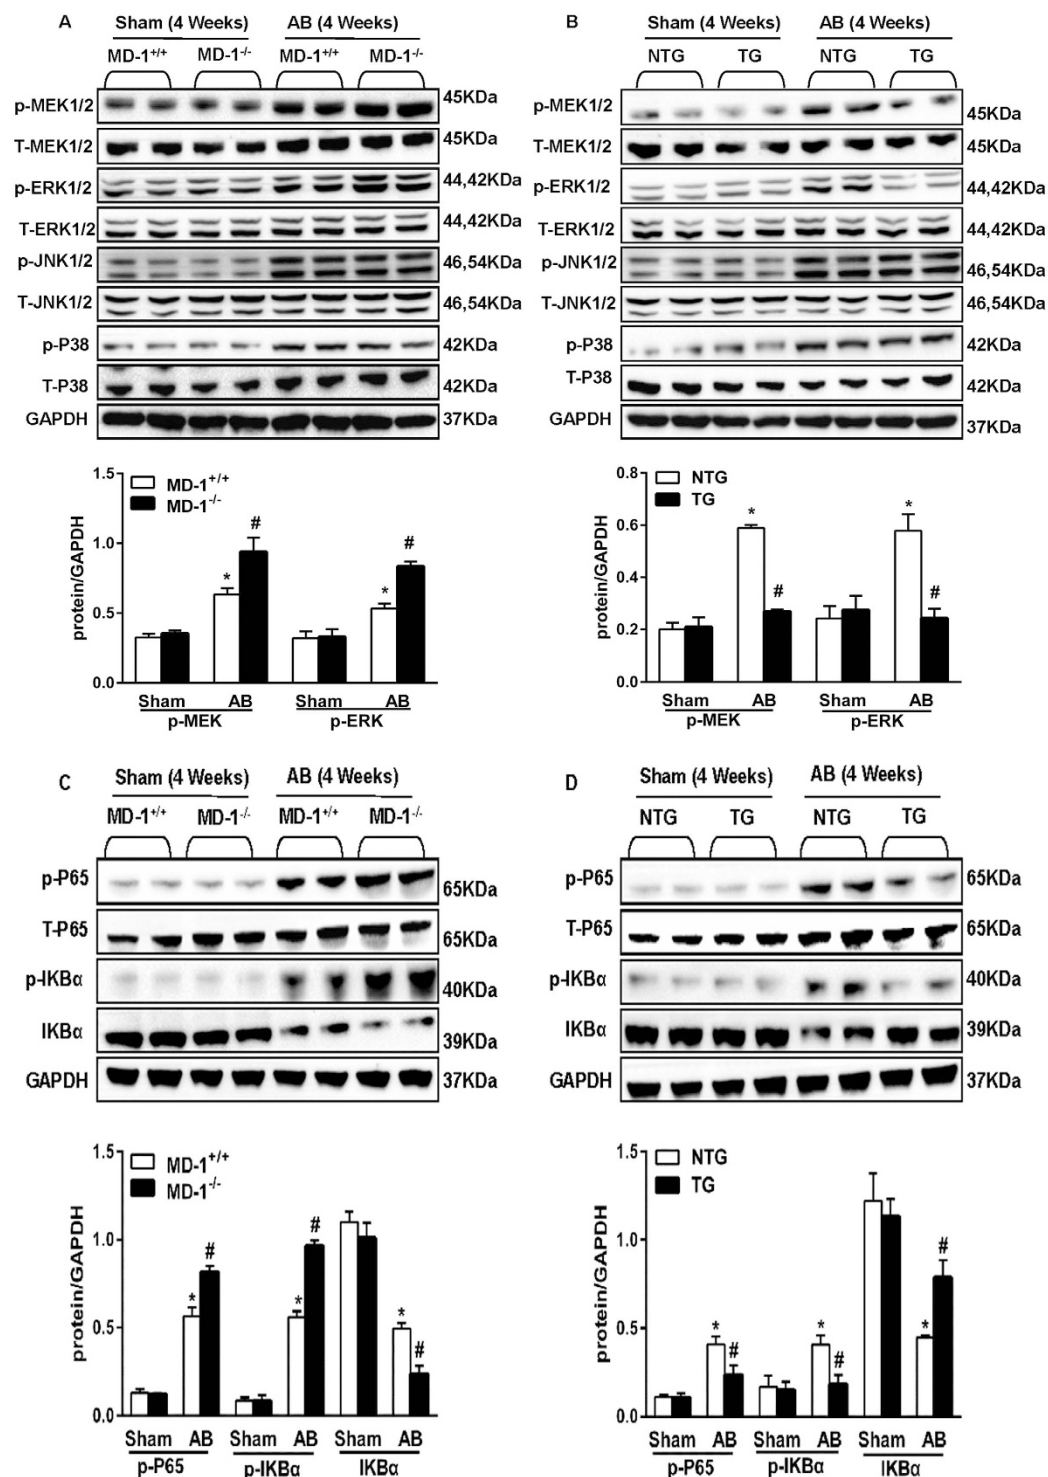 A
Sham (4 Weeks) AB (4 Weeks)
MD-1+/+ MD-1-/- MD-1+/+ MD-1-/-
p-MEK1/2 45KDa
T-MEK1/2 45KDa
p-ERK1/2 44,42KDa
T-ERK1/2 44,42KDa
p-JNK1/2 46,54KDa
T-JNK1/2 46,54KDa
p-P38 42KDa
T-P38 42KDa
GAPDH 37KDa
protein/GAPDH
1.5
1.0
0.5
0.0
MD-1+/+
MD-1-/-
* # * #
Sham AB Sham AB
p-MEK p-ERK
B
Sham (4 Weeks) AB (4 Weeks)
NTG TG NTG TG
p-MEK1/2 45KDa
T-MEK1/2 45KDa
p-ERK1/2 44,42KDa
T-ERK1/2 44,42KDa
p-JNK1/2 46,54KDa
T-JNK1/2 46,54KDa
p-P38 42KDa
T-P38 42KDa
GAPDH 37KDa
protein/GAPDH
0.8
0.6
0.4
0.2
0.0
NTG
TG
* # * #
Sham AB Sham AB
p-MEK p-ERK
C
Sham (4 Weeks) AB (4 Weeks)
MD-1+/+ MD-1-/- MD-1+/+ MD-1-/-
p-P65 65KDa
T-P65 65KDa
p-IKBα 40KDa
IKBα 39KDa
GAPDH 37KDa
protein/GAPDH
1.5
1.0
0.5
0.0
MD-1+/+
MD-1-/-
* # * # * #
Sham AB Sham AB Sham AB
p-P65 p-IKBα IKBα
D
Sham (4 Weeks) AB (4 Weeks)
NTG TG NTG TG
p-P65 65KDa
T-P65 65KDa
p-IKBα 40KDa
IKBα 39KDa
GAPDH 37KDa
protein/GAPDH
1.5
1.0
0.5
0.0
NTG
TG
* # * # * #
Sham AB Sham AB Sham AB
p-P65 p-IKBα IKBα